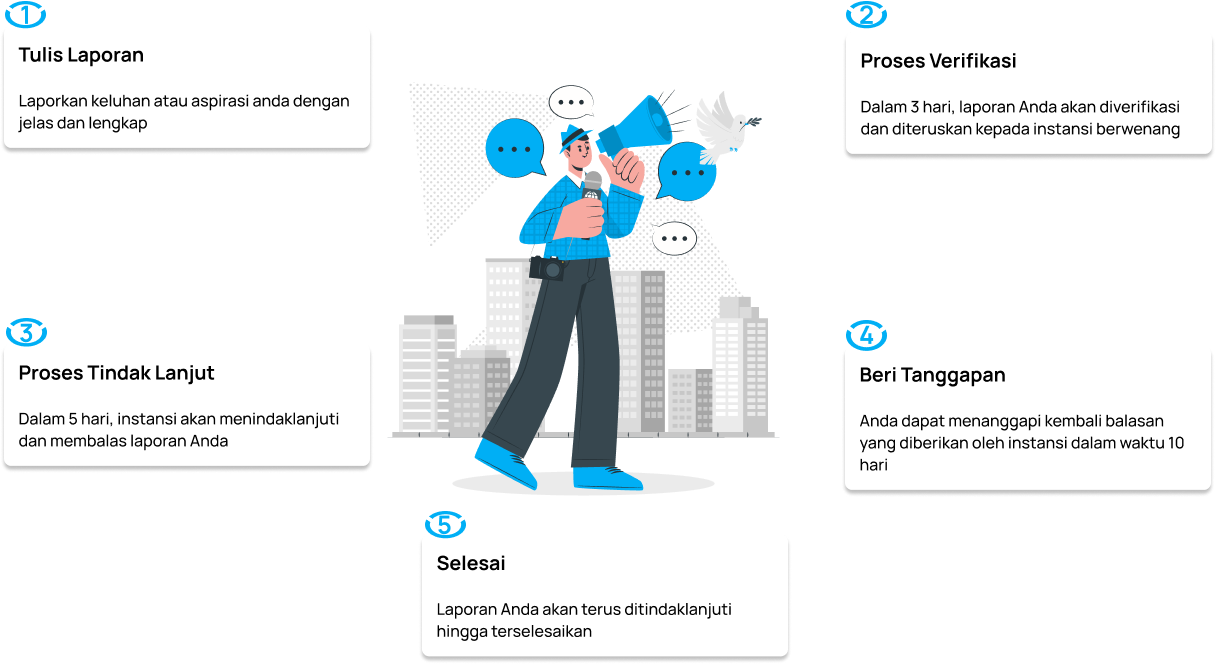 1
Tulis Laporan
Laporkan keluhan atau aspirasi anda dengan
jelas dan lengkap
2
Proses Verifikasi
Dalam 3 hari, laporan Anda akan diverifikasi
dan diteruskan kepada instansi berwenang
3
Proses Tindak Lanjut
Dalam 5 hari, instansi akan menindaklanjuti
dan membalas laporan Anda
4
Beri Tanggapan
Anda dapat menanggapi kembali balasan
yang diberikan oleh instansi dalam waktu 10
hari
5
Selesai
Laporan Anda akan terus ditindaklanjuti
hingga terselesaikan